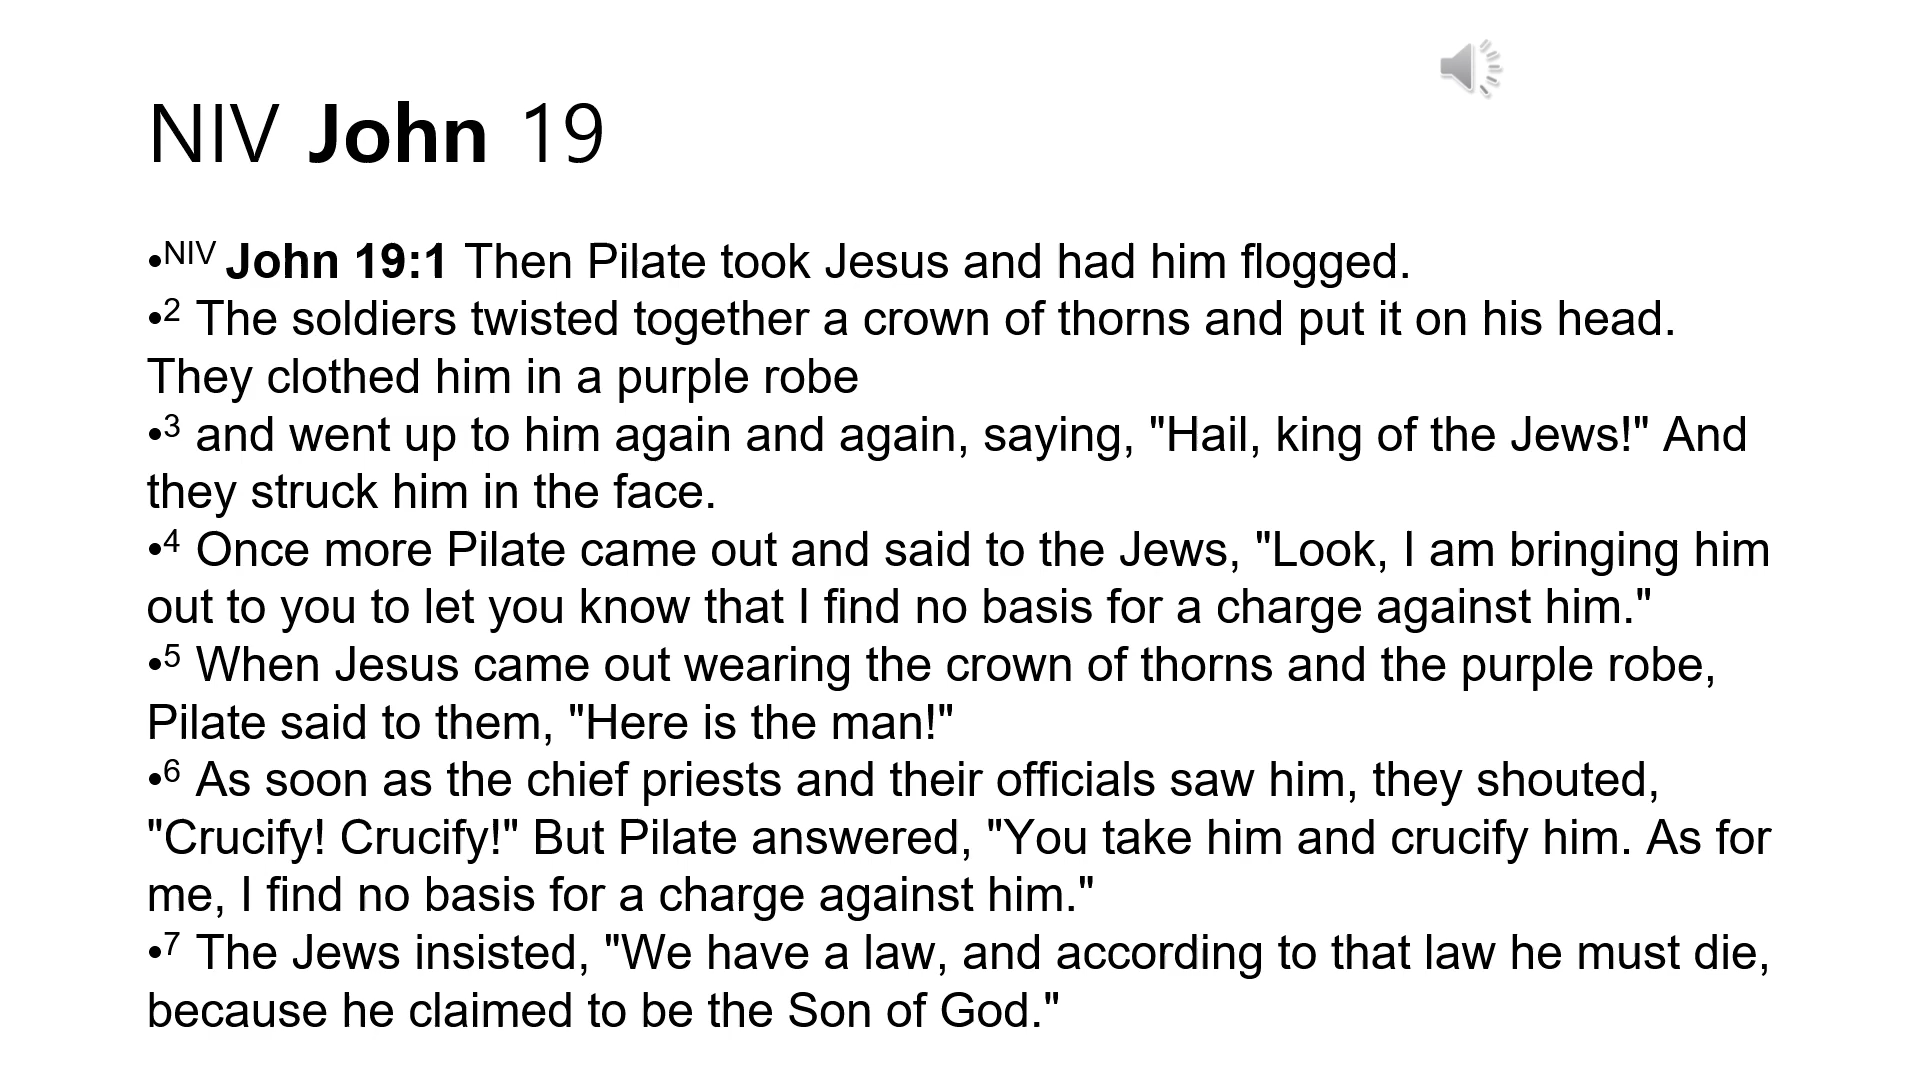 NIV John 19
•NIV John 19:1 Then Pilate took Jesus and had him flogged.
•2 The soldiers twisted together a crown of thorns and put it on his head.
They clothed him in a purple robe
•3 and went up to him again and again, saying, "Hail, king of the Jews!" And
they struck him in the face.
•4 Once more Pilate came out and said to the Jews, "Look, I am bringing him
out to you to let you know that I find no basis for a charge against him."
•5 When Jesus came out wearing the crown of thorns and the purple robe,
Pilate said to them, "Here is the man!"
•6 As soon as the chief priests and their officials saw him, they shouted,
"Crucify! Crucify!" But Pilate answered, "You take him and crucify him. As for
me, I find no basis for a charge against him."
•7 The Jews insisted, "We have a law, and according to that law he must die,
because he claimed to be the Son of God."